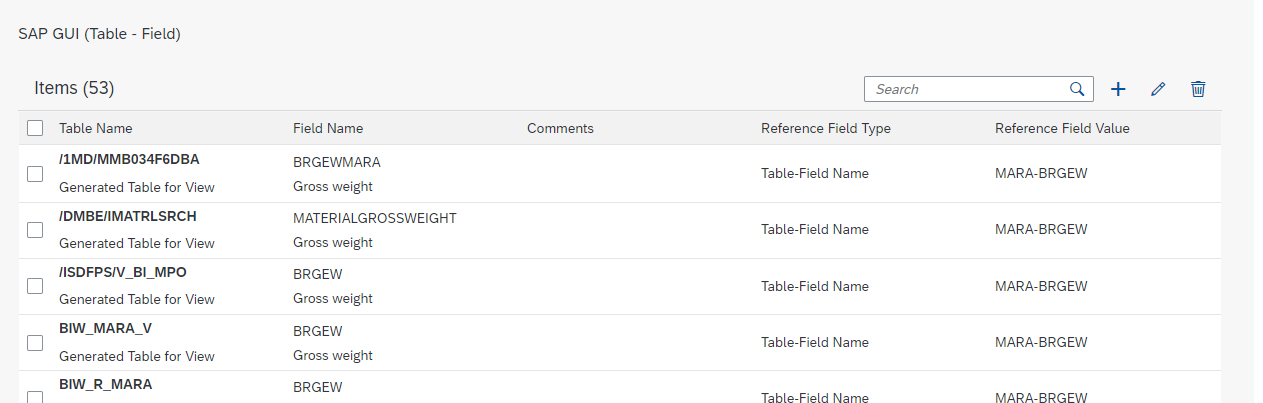 SAP GUI (Table - Field)
Items (53)
Search
Table Name Field Name Comments Reference Field Type Reference Field Value
/1MD/MMB034F6DBA BRGEWMARA
Generated Table for View Gross weight Table-Field Name MARA-BRGEW
/DMBE/IMATRLSRCH MATERIALGROSSWEIGHT
Generated Table for View Gross weight Table-Field Name MARA-BRGEW
/ISDFPS/V_BI_MPO BRGEW
Generated Table for View Gross weight Table-Field Name MARA-BRGEW
BIW_MARA_V BRGEW
Generated Table for View Gross weight Table-Field Name MARA-BRGEW
BIW_R_MARA BRGEW
Table-Field Name MARA-BRGEW